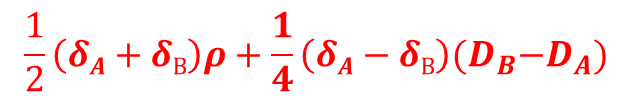 1/2 (δ_A + δ_B)ρ + 1/4 (δ_A − δ_B)(D_B−D_A)